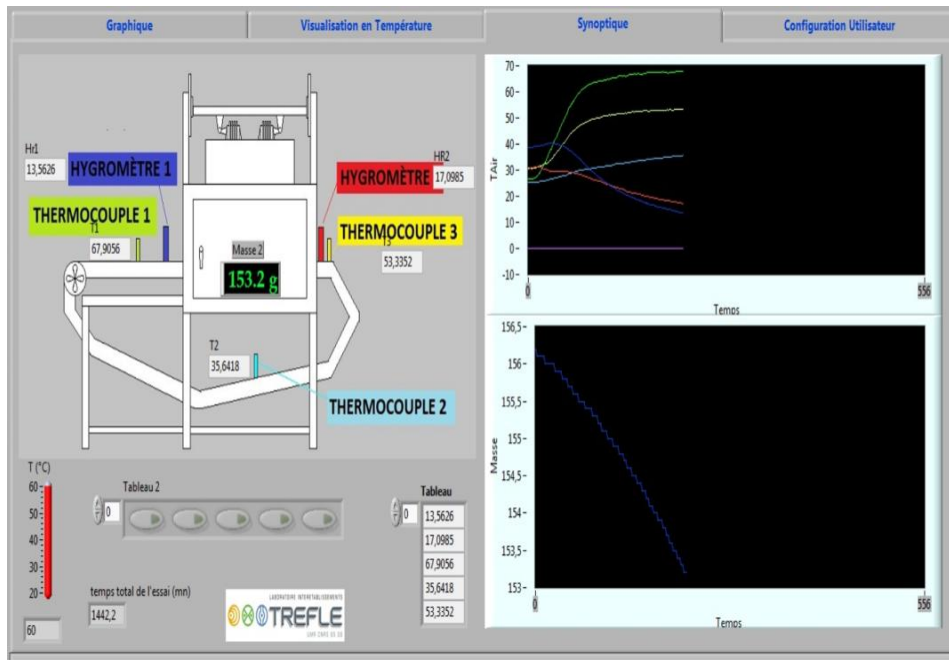 Graphique
Visualisation en Température
Synoptique
Configuration Utilisateur
Hr1
13,5626
HYGROMÈTRE 1
HYGROMÈTRE
HR2
17,0985
THERMOCOUPLE 1
T1
67,9056
THERMOCOUPLE 3
T3
53,3352
Masse 2
153.2 g
T2
35,6418
THERMOCOUPLE 2
T (°C)
60
50
40
30
20
60
Tableau 2
0
temps total de l'essai (mn)
1442,2
LABORATOIRE INTERETABLISSEMENTS
TREFLE
Tableau
0
13,5626
17,0985
67,9056
35,6418
53,3352
TAir
70
60
50
40
30
20
10
0
-10
0
556
Temps
Masse
156,5
156
155,5
155
154,5
154
153,5
153
0
556
Temps